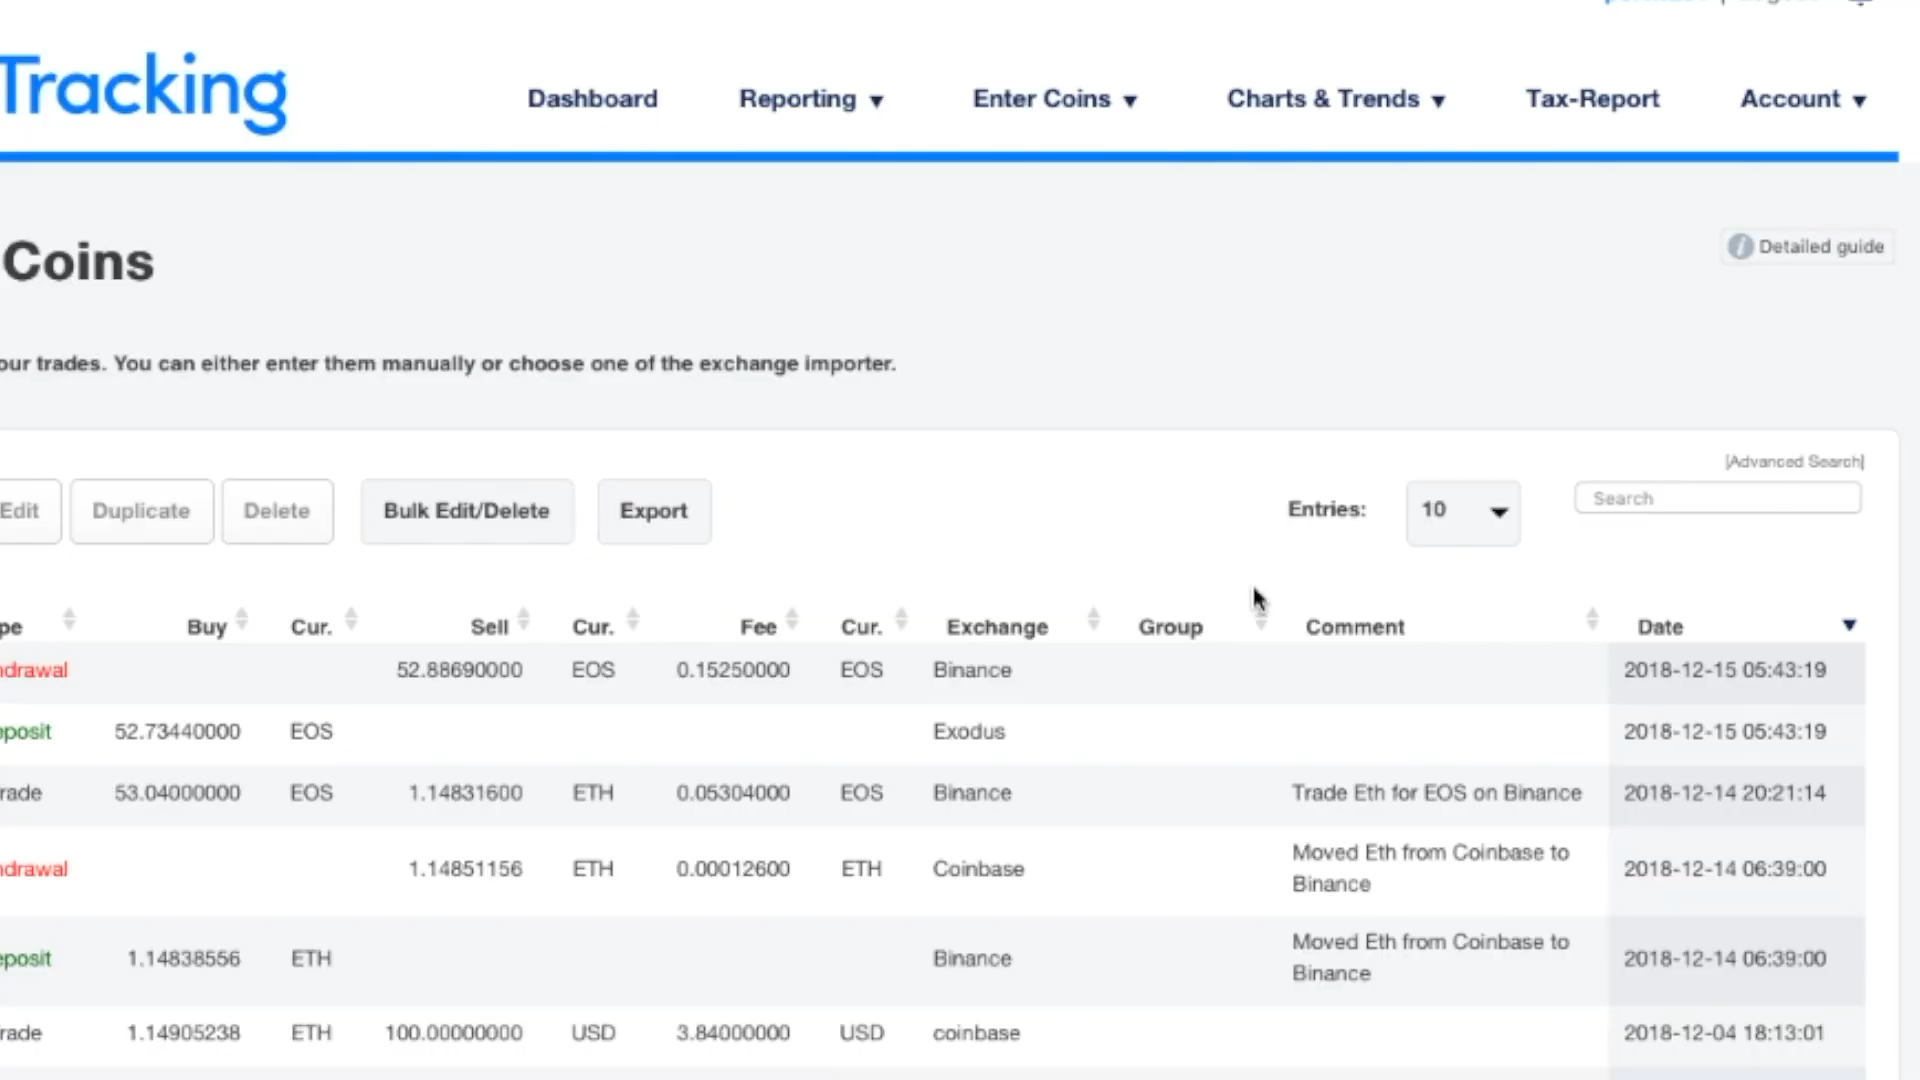 Tracking
Dashboard Reporting ▼ Enter Coins ▼ Charts & Trends ▼ Tax-Report Account ▼
Coins
Detailed guide
our trades. You can either enter them manually or choose one of the exchange importer.
[Advanced Search]
Edit Duplicate Delete Bulk Edit/Delete Export Entries: 10 Search
pe Buy Cur. Sell Cur. Fee Cur. Exchange Group Comment Date
ndrawal 52.88690000 EOS 0.15250000 EOS Binance 2018-12-15 05:43:19
eposit 52.73440000 EOS Exodus 2018-12-15 05:43:19
rade 53.04000000 EOS 1.14831600 ETH 0.05304000 EOS Binance Trade Eth for EOS on Binance 2018-12-14 20:21:14
ndrawal 1.14851156 ETH 0.00012600 ETH Coinbase Moved Eth from Coinbase to 2018-12-14 06:39:00
Binance
eposit 1.14838556 ETH Binance Moved Eth from Coinbase to 2018-12-14 06:39:00
Binance
rade 1.14905238 ETH 100.00000000 USD 3.84000000 USD coinbase 2018-12-04 18:13:01